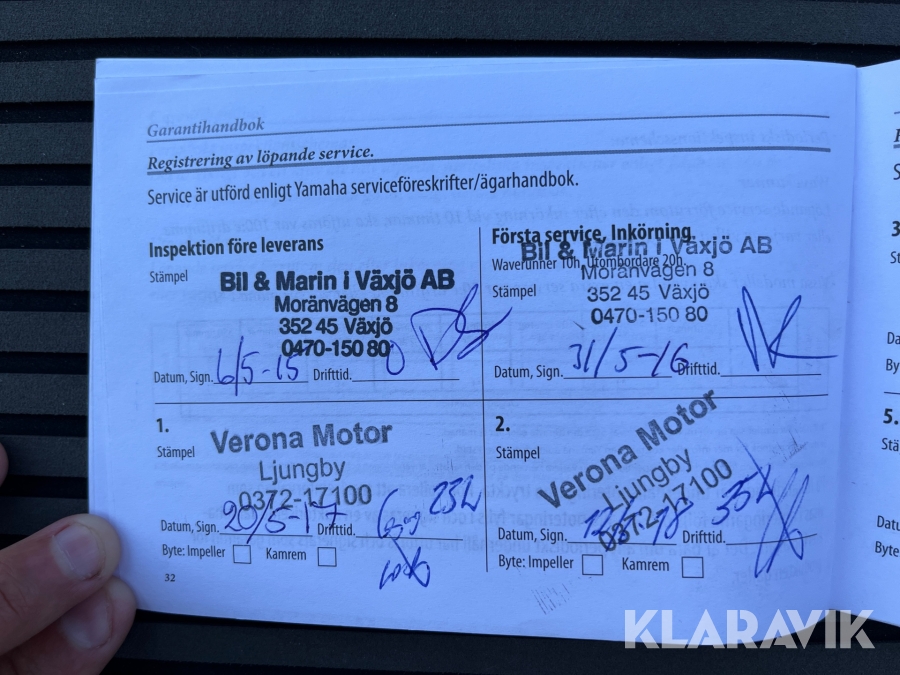 Garantihandbok
Registrering av löpande service.
Service är utförd enligt Yamaha serviceföreskrifter/ägarhandbok.
Inspektion före leverans
Stämpel
Bil & Marin i Växjö AB
Moränvägen 8
352 45 Växjö
0470-150 80
Datum, Sign. 6/5-15 Drifttid. 0
Första service, Inkörning.
Bil & Marin i Växjö AB
Waverunner 10h, Utombordare 20h.
Moränvägen 8
Stämpel
352 45 Växjö
0470-150 80
Datum, Sign. 31/5-16 Drifttid.
1.
Stämpel
Verona Motor
Ljungby
0372-17100
Datum, Sign. 20/5-17 Drifttid. 23h
Byte: Impeller Kamrem
2.
Stämpel
Verona Motor
Ljungby
0372-17100
Datum, Sign. Drifttid. 35h
Byte: Impeller Kamrem
32
5.
KLARAVIK